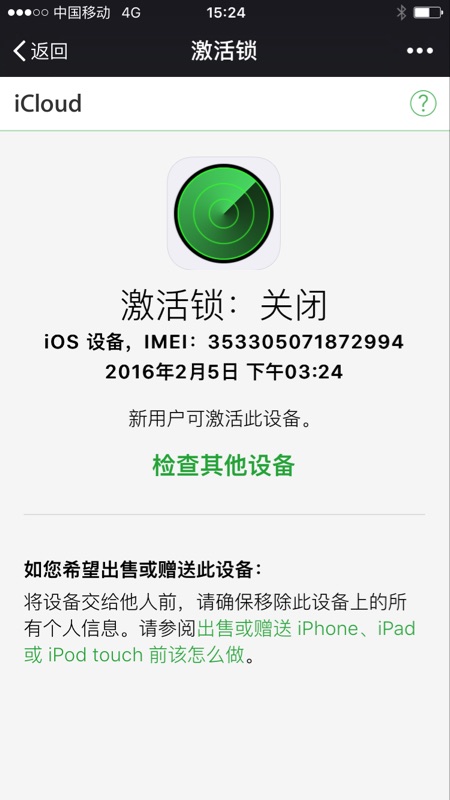 中国移动 4G 15:24
返回 激活锁
iCloud ?
激活锁：关闭
iOS 设备，IMEI：353305071872994
2016年2月5日 下午03:24
新用户可激活此设备。
检查其他设备
如您希望出售或赠送此设备：
将设备交给他人前，请确保移除此设备上的所
有个人信息。请参阅出售或赠送 iPhone、iPad
或 iPod touch 前该怎么做。